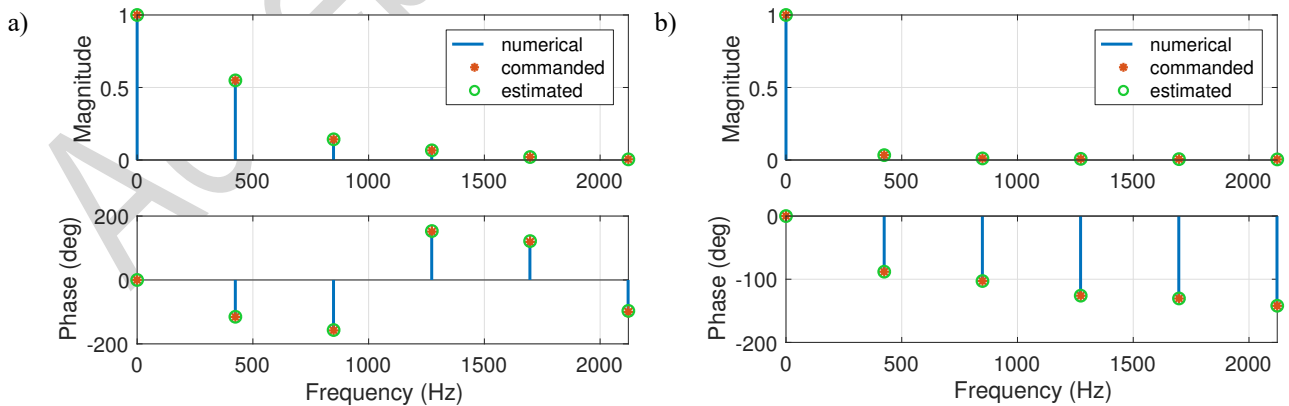 a)
Magnitude
1
0.5
0
numerical
commanded
estimated
0 500 1000 1500 2000
Phase (deg)
200
0
-200
0 500 1000 1500 2000
Frequency (Hz)
b)
Magnitude
1
0.5
0
numerical
commanded
estimated
0 500 1000 1500 2000
Phase (deg)
0
-100
-200
0 500 1000 1500 2000
Frequency (Hz)